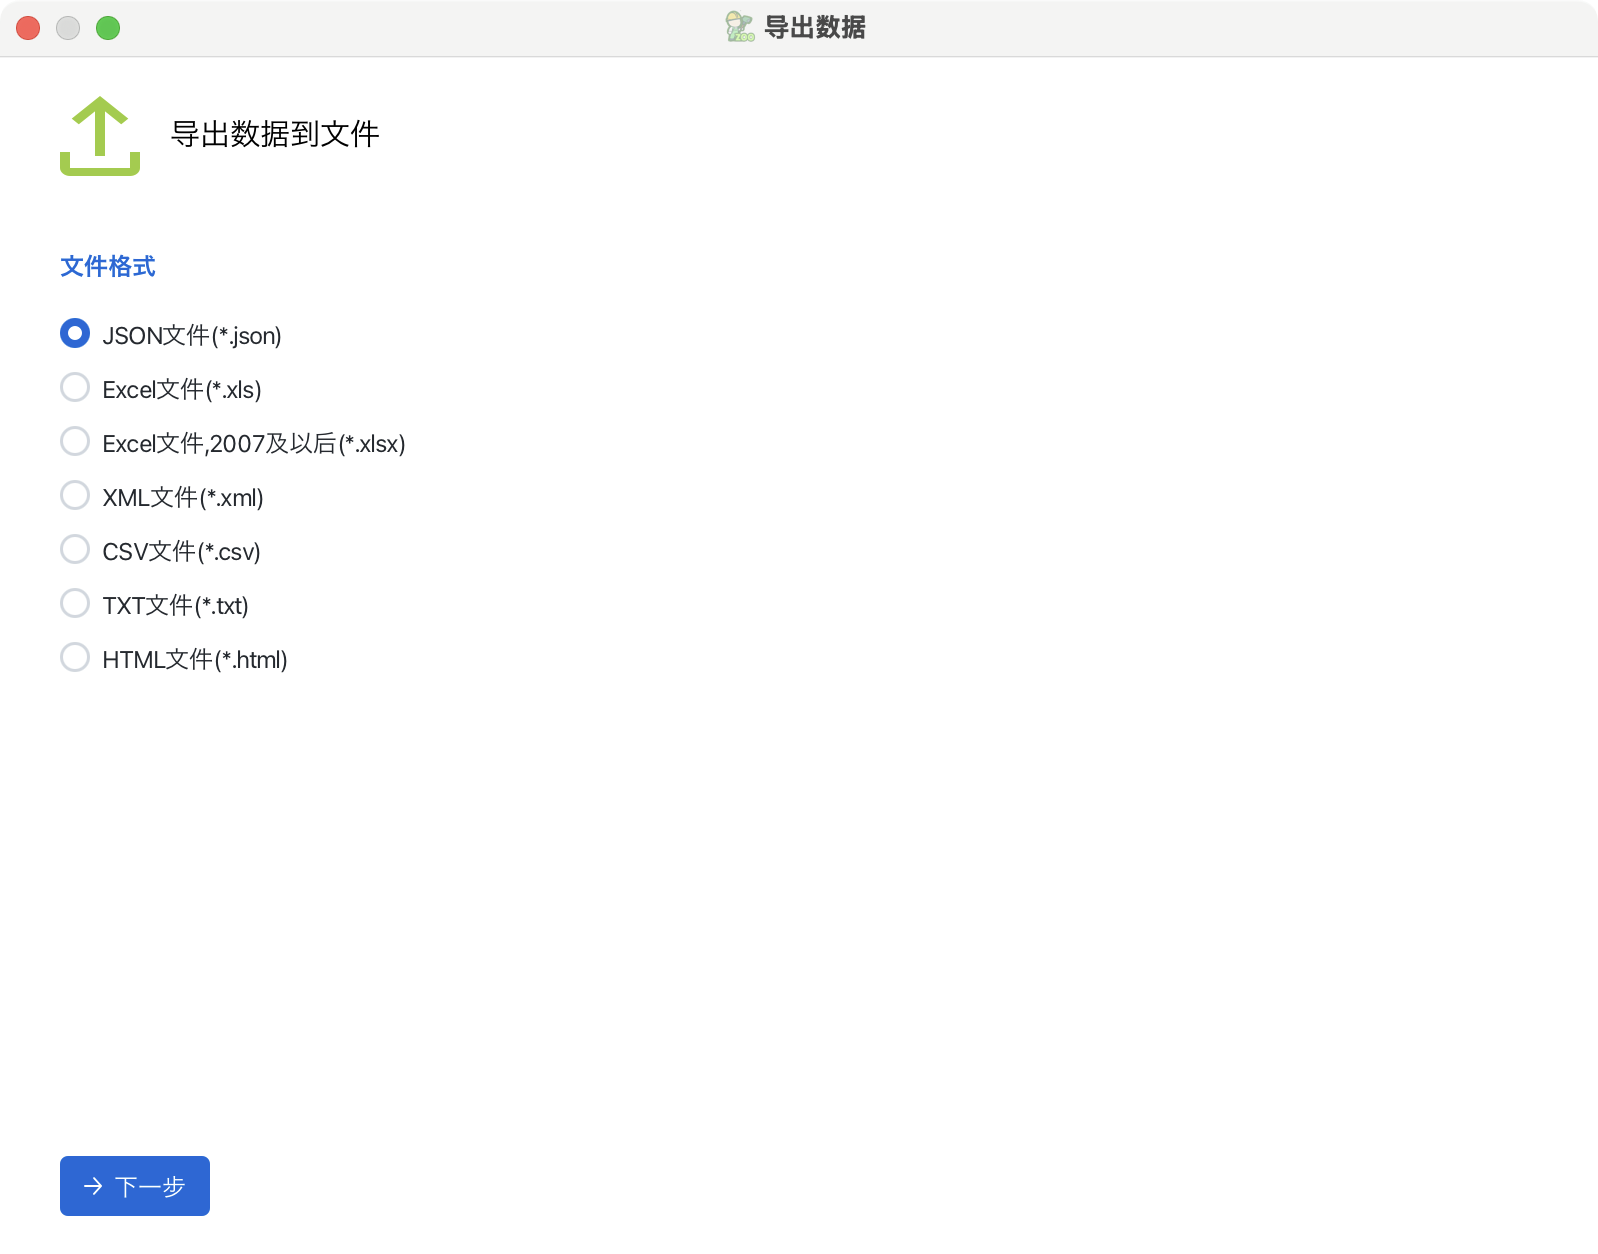 导出数据
导出数据到文件
文件格式
JSON文件(*.json)
Excel文件(*.xls)
Excel文件,2007及以后(*.xlsx)
XML文件(*.xml)
CSV文件(*.csv)
TXT文件(*.txt)
HTML文件(*.html)
下一步